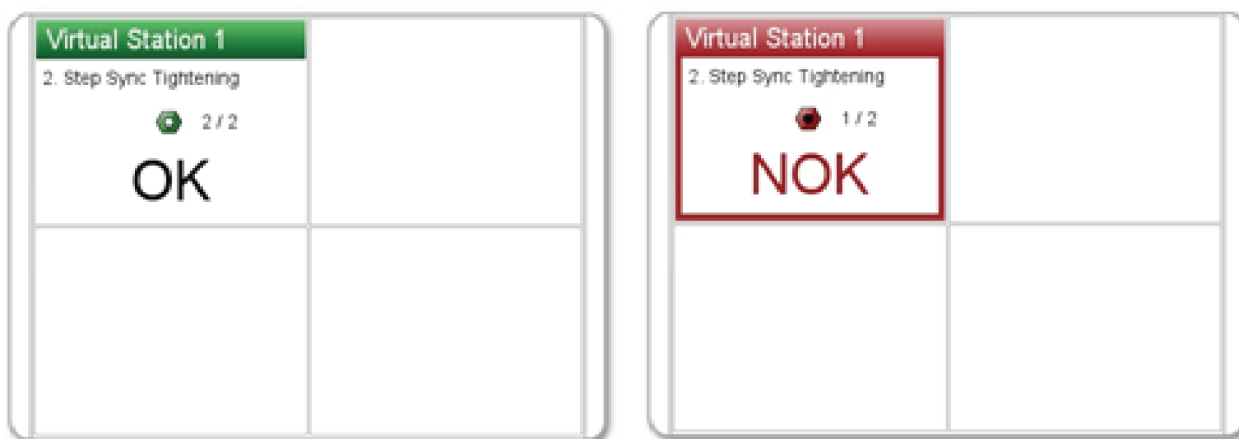 Virtual Station 1
2. Step Sync Tightening
2 / 2
OK
Virtual Station 1
2. Step Sync Tightening
1 / 2
NOK